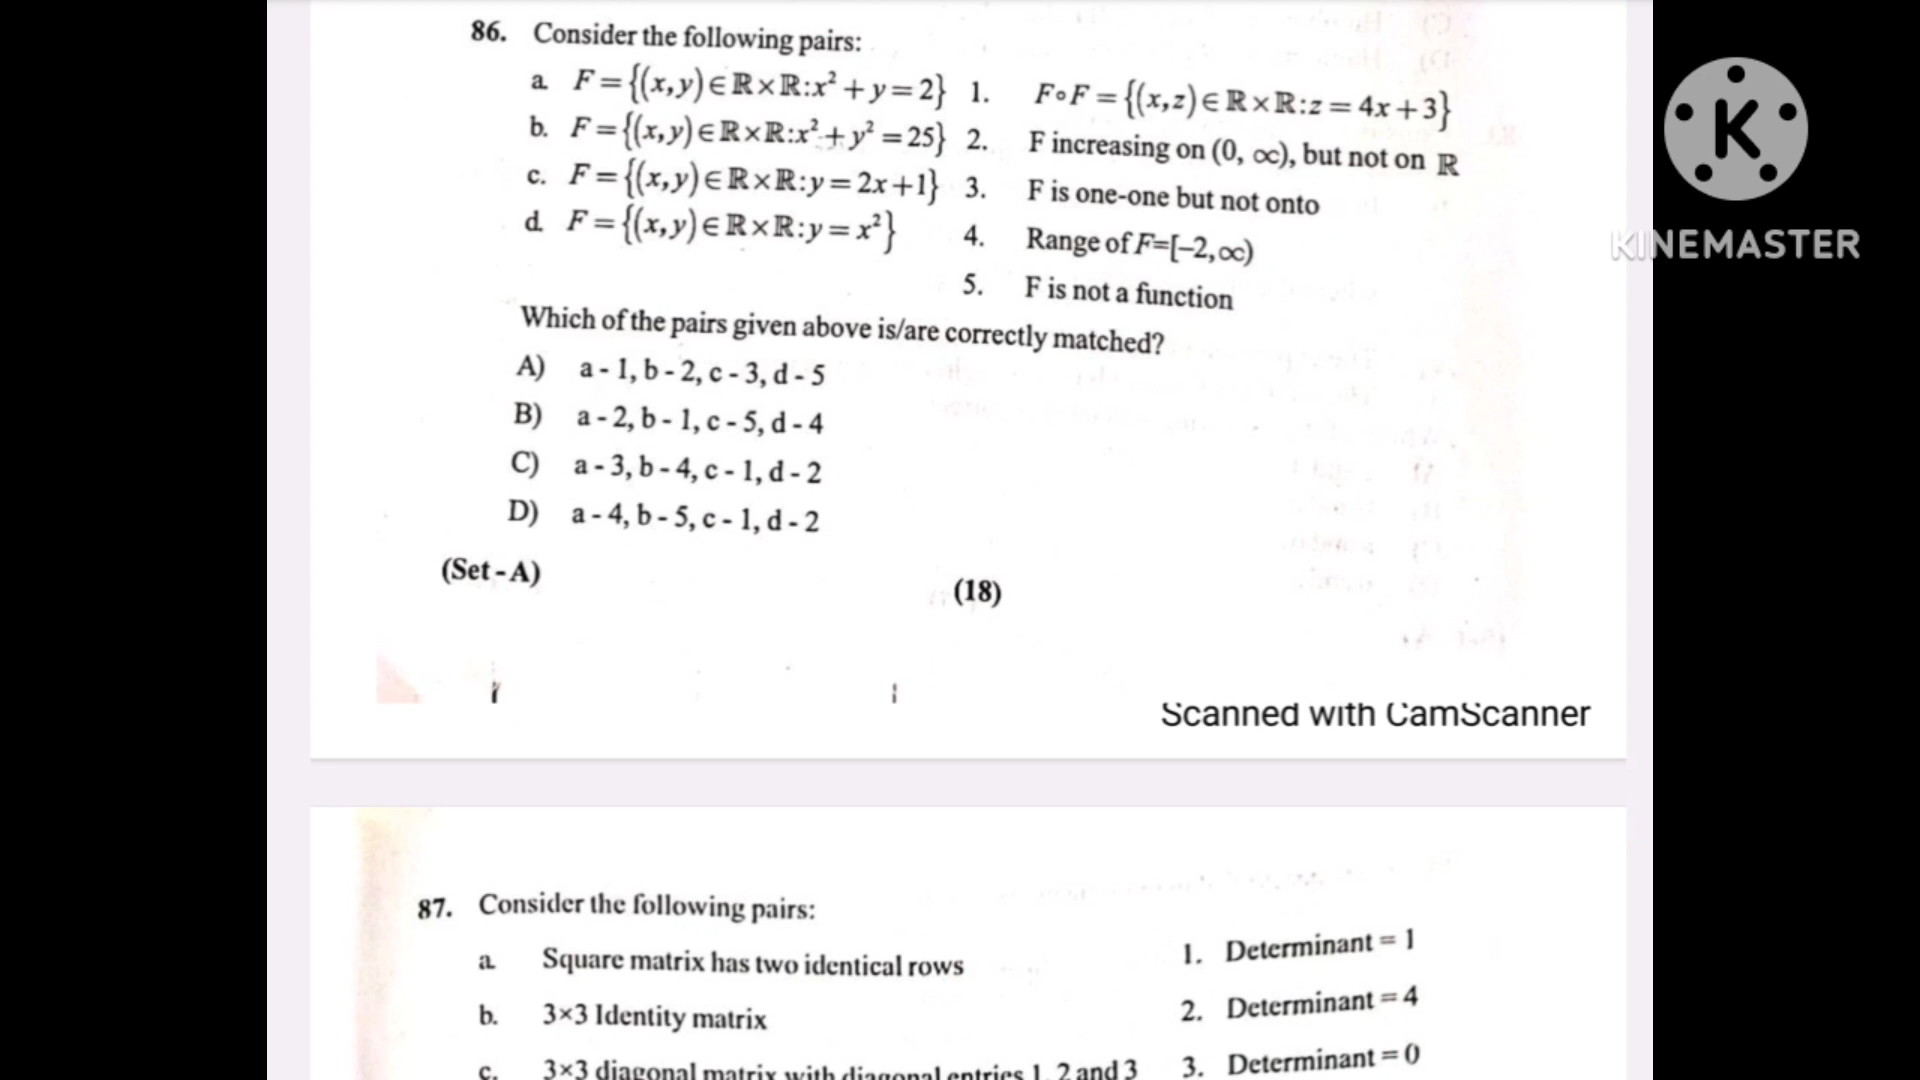 86. Consider the following pairs:
a. F={(x,y)∈ℝ×ℝ:x²+y=2} 1. F∘F={(x,z)∈ℝ×ℝ:z=4x+3}
b. F={(x,y)∈ℝ×ℝ:x²+y²=25} 2. F increasing on (0, ∞), but not on ℝ
c. F={(x,y)∈ℝ×ℝ:y=2x+1} 3. F is one-one but not onto
d. F={(x,y)∈ℝ×ℝ:y=x²} 4. Range of F=[−2,∞)
5. F is not a function
Which of the pairs given above is/are correctly matched?
A) a - 1, b - 2, c - 3, d - 5
B) a - 2, b - 1, c - 5, d - 4
C) a - 3, b - 4, c - 1, d - 2
D) a - 4, b - 5, c - 1, d - 2
(Set - A)
(18)
Scanned with CamScanner
87. Consider the following pairs:
a. Square matrix has two identical rows 1. Determinant = 1
b. 3×3 Identity matrix 2. Determinant = 4
c. 3×3 diagonal matrix with diagonal entries 1, 2 and 3 3. Determinant = 0
K
KINEMASTER